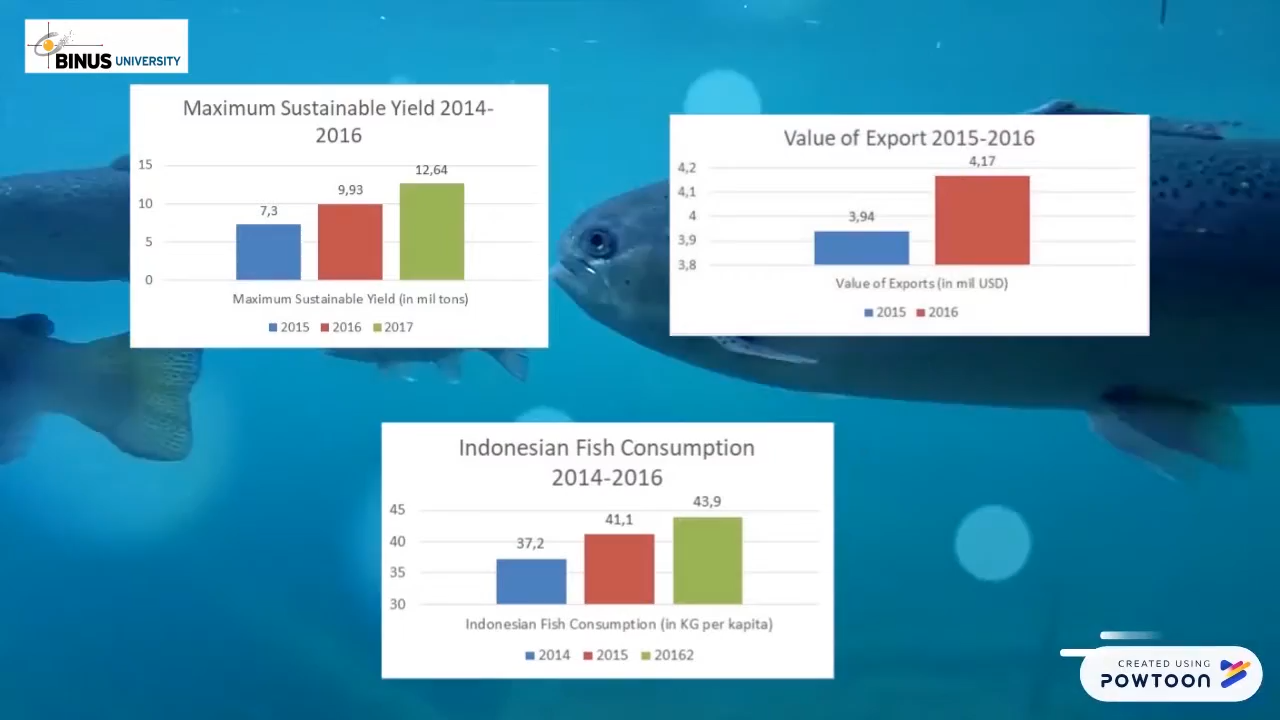 BINUS UNIVERSITY
Maximum Sustainable Yield 2014-
2016
15
10
5
0
7,3
9,93
12,64
Maximum Sustainable Yield (in mil tons)
2015 2016 2017
Value of Export 2015-2016
4,2
4,1
4
3,9
3,8
3,94
4,17
Value of Exports (in mil USD)
2015 2016
Indonesian Fish Consumption
2014-2016
45
40
35
30
37,2
41,1
43,9
Indonesian Fish Consumption (in KG per kapita)
2014 2015 20162
CREATED USING
POWTOON